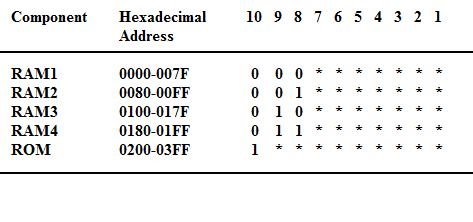 Component Hexadecimal Address 10 9 8 7 6 5 4 3 2 1
RAM1 0000-007F 0 0 0 * * * * * * *
RAM2 0080-00FF 0 0 1 * * * * * * *
RAM3 0100-017F 0 1 0 * * * * * * *
RAM4 0180-01FF 0 1 1 * * * * * * *
ROM 0200-03FF 1 * * * * * * * * *